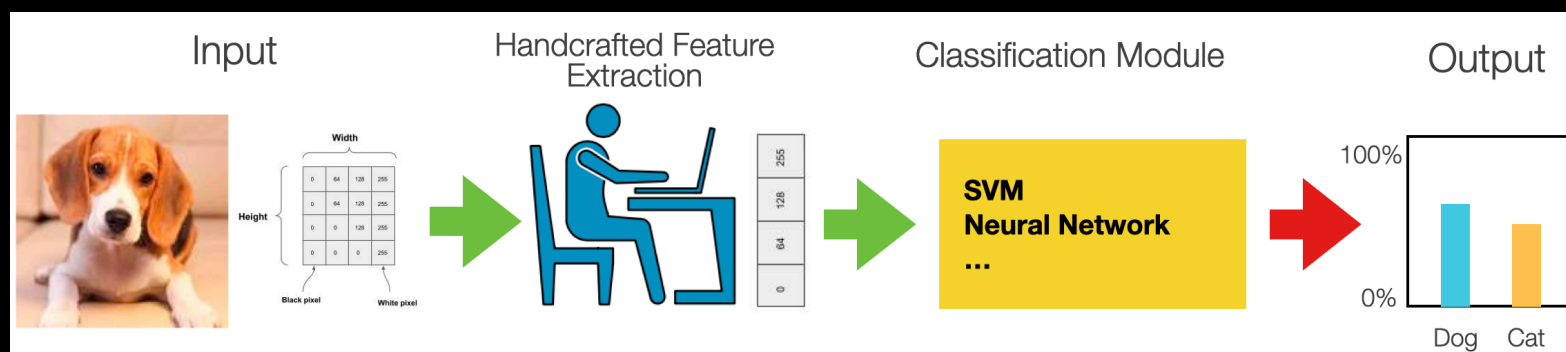 Input
Handcrafted Feature
Extraction
Classification Module
Output
Width
Height
0 64 128 255
0 64 128 255
0 0 128 255
0 0 0 255
Black pixel
White pixel
255
128
64
0
SVM
Neural Network
...
100%
0%
Dog Cat